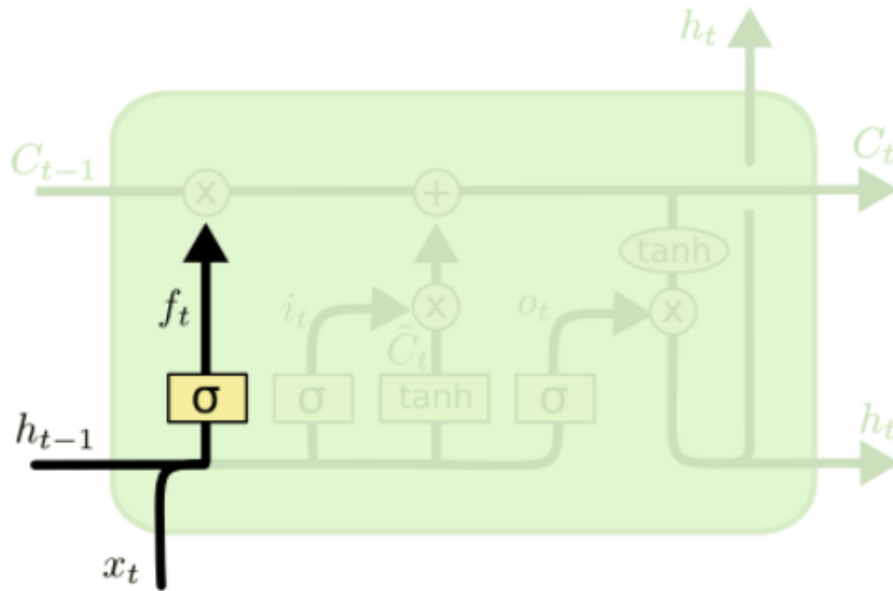 h_t
C_{t-1}
C_t
x
+
tanh
f_t
i_t
x
o_t
x
C̃_t
σ
σ
tanh
σ
h_{t-1}
h_t
x_t